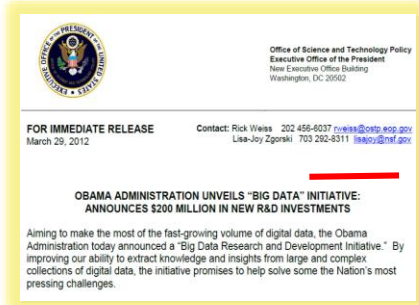 Office of Science and Technology Policy
Executive Office of the President
New Executive Office Building
Washington, DC 20502
FOR IMMEDIATE RELEASE
March 29, 2012
Contact: Rick Weiss 202 456-6037 rweiss@ostp.eop.gov
Lisa-Joy Zgorski 703 292-8311 lisajoy@nsf.gov
OBAMA ADMINISTRATION UNVEILS “BIG DATA” INITIATIVE:
ANNOUNCES $200 MILLION IN NEW R&D INVESTMENTS
Aiming to make the most of the fast-growing volume of digital data, the Obama
Administration today announced a “Big Data Research and Development Initiative.” By
improving our ability to extract knowledge and insights from large and complex
collections of digital data, the initiative promises to help solve some the Nation’s most
pressing challenges.